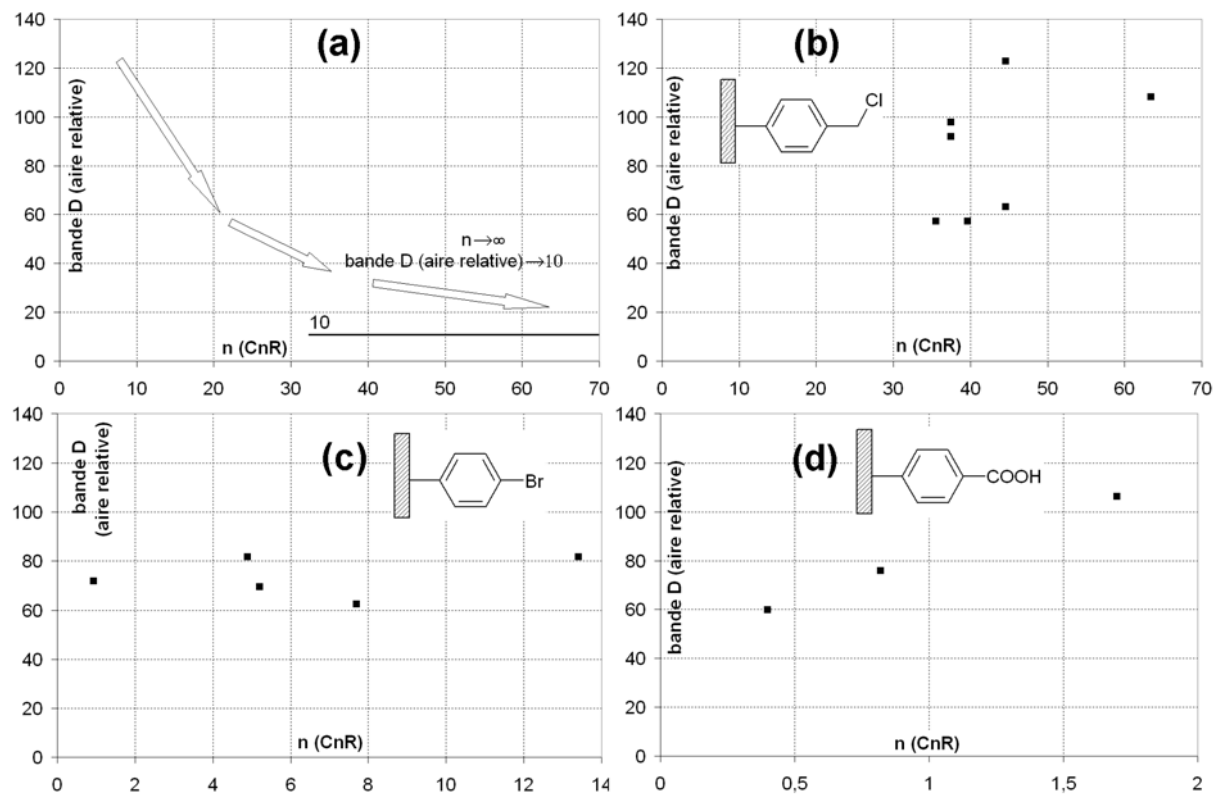 (a)
140
120
100
80
60
40
20
0
bande D (aire relative)
n→∞
bande D (aire relative)→10
10
n (CnR)
0 10 20 30 40 50 60 70
(b)
140
120
100
80
60
40
20
0
bande D (aire relative)
Cl
n (CnR)
0 10 20 30 40 50 60 70
(c)
140
120
100
80
60
40
20
0
bande D
(aire relative)
Br
n (CnR)
0 2 4 6 8 10 12 14
(d)
140
120
100
80
60
40
20
0
bande D (aire relative)
COOH
n (CnR)
0 0,5 1 1,5 2